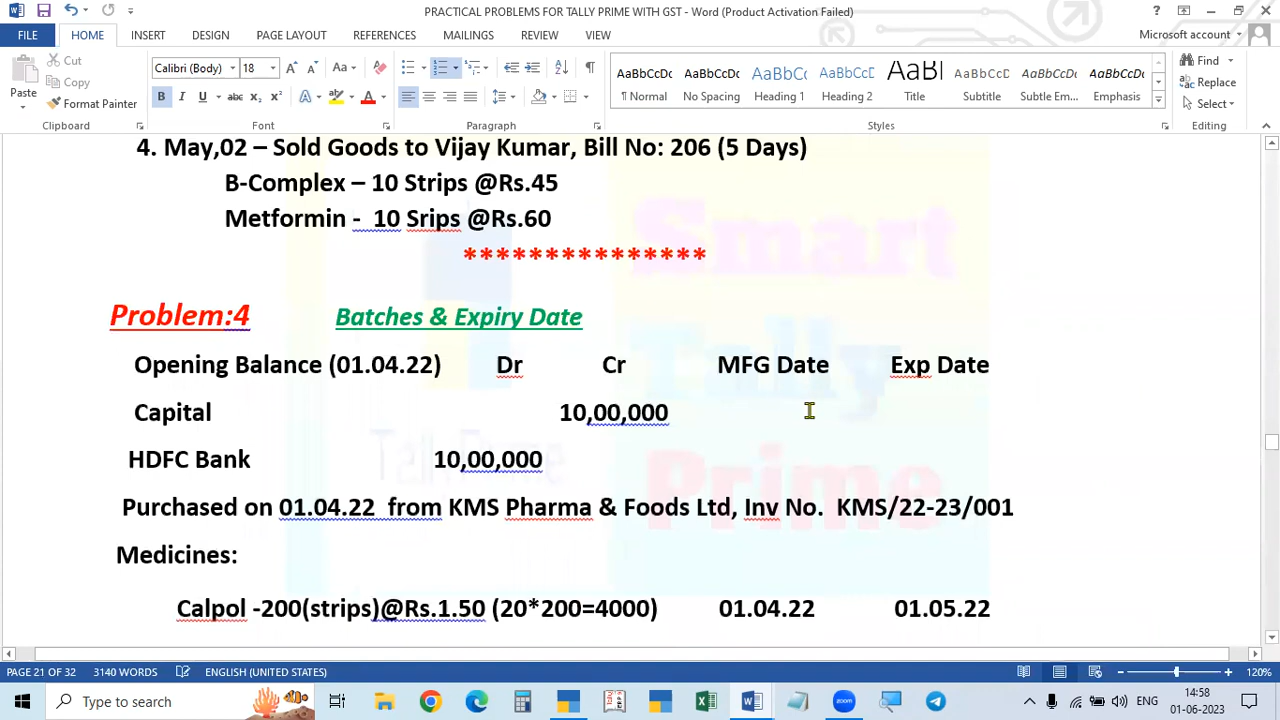 PRACTICAL PROBLEMS FOR TALLY PRIME WITH GST - Word (Product Activation Failed)
FILE HOME INSERT DESIGN PAGE LAYOUT REFERENCES MAILINGS REVIEW VIEW Microsoft account
Paste
Cut
Copy
Format Painter
Clipboard
Calibri (Body) 18
Font
Paragraph
AaBbCcDc AaBbCcDc AaBbCc AaBbCcD AaBl AaBbCcD AaBbCcDc AaBbCcDc
¶ Normal No Spacing Heading 1 Heading 2 Title Subtitle Subtle Em... Emphasis
Styles
Find
Replace
Select
Editing
4. May,02 – Sold Goods to Vijay Kumar, Bill No: 206 (5 Days)
B-Complex – 10 Strips @Rs.45
Metformin - 10 Srips @Rs.60
***************
Problem:4 Batches & Expiry Date
Opening Balance (01.04.22) Dr Cr MFG Date Exp Date
Capital 10,00,000
HDFC Bank 10,00,000
Purchased on 01.04.22 from KMS Pharma & Foods Ltd, Inv No. KMS/22-23/001
Medicines:
Calpol -200(strips)@Rs.1.50 (20*200=4000) 01.04.22 01.05.22
Smart
Tally
Prime
PAGE 21 OF 32 3140 WORDS ENGLISH (UNITED STATES) 120%
Type here to search
ENG
14:58
01-06-2023